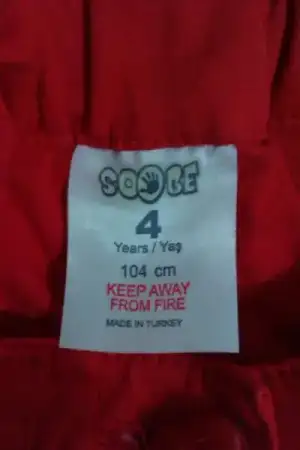 SOOBE
4
Years / Yaş
104 cm
KEEP AWAY
FROM FIRE
MADE IN TURKEY